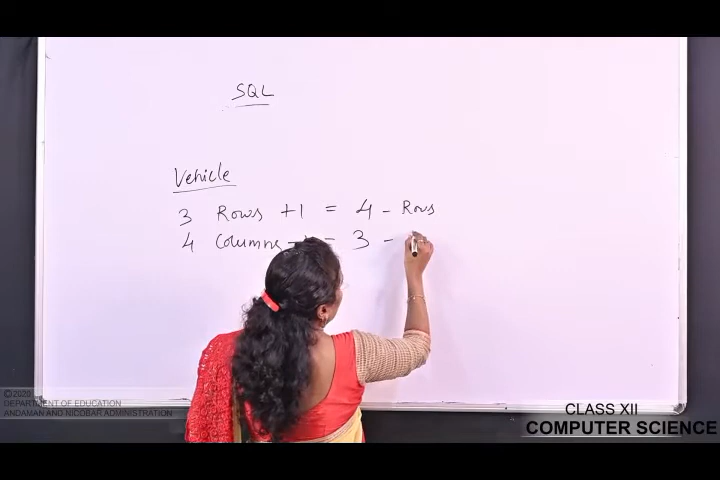 SQL
Vehicle
3 Rows +1 = 4 - Rows
4 Columns - = 3 -
©2020
DEPARTMENT OF EDUCATION
ANDAMAN AND NICOBAR ADMINISTRATION
CLASS XII
COMPUTER SCIENCE